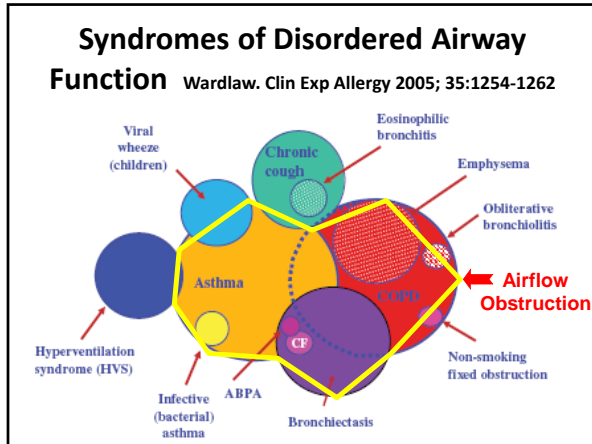 Syndromes of Disordered Airway
Function Wardlaw. Clin Exp Allergy 2005; 35:1254-1262
Viral
wheeze
(children)
Chronic
cough
Eosinophilic
bronchitis
Emphysema
Obliterative
bronchiolitis
Asthma
COPD
Airflow
Obstruction
CF
Hyperventilation
syndrome (HVS)
Infective
(bacterial)
asthma
ABPA
Bronchiectasis
Non-smoking
fixed obstruction